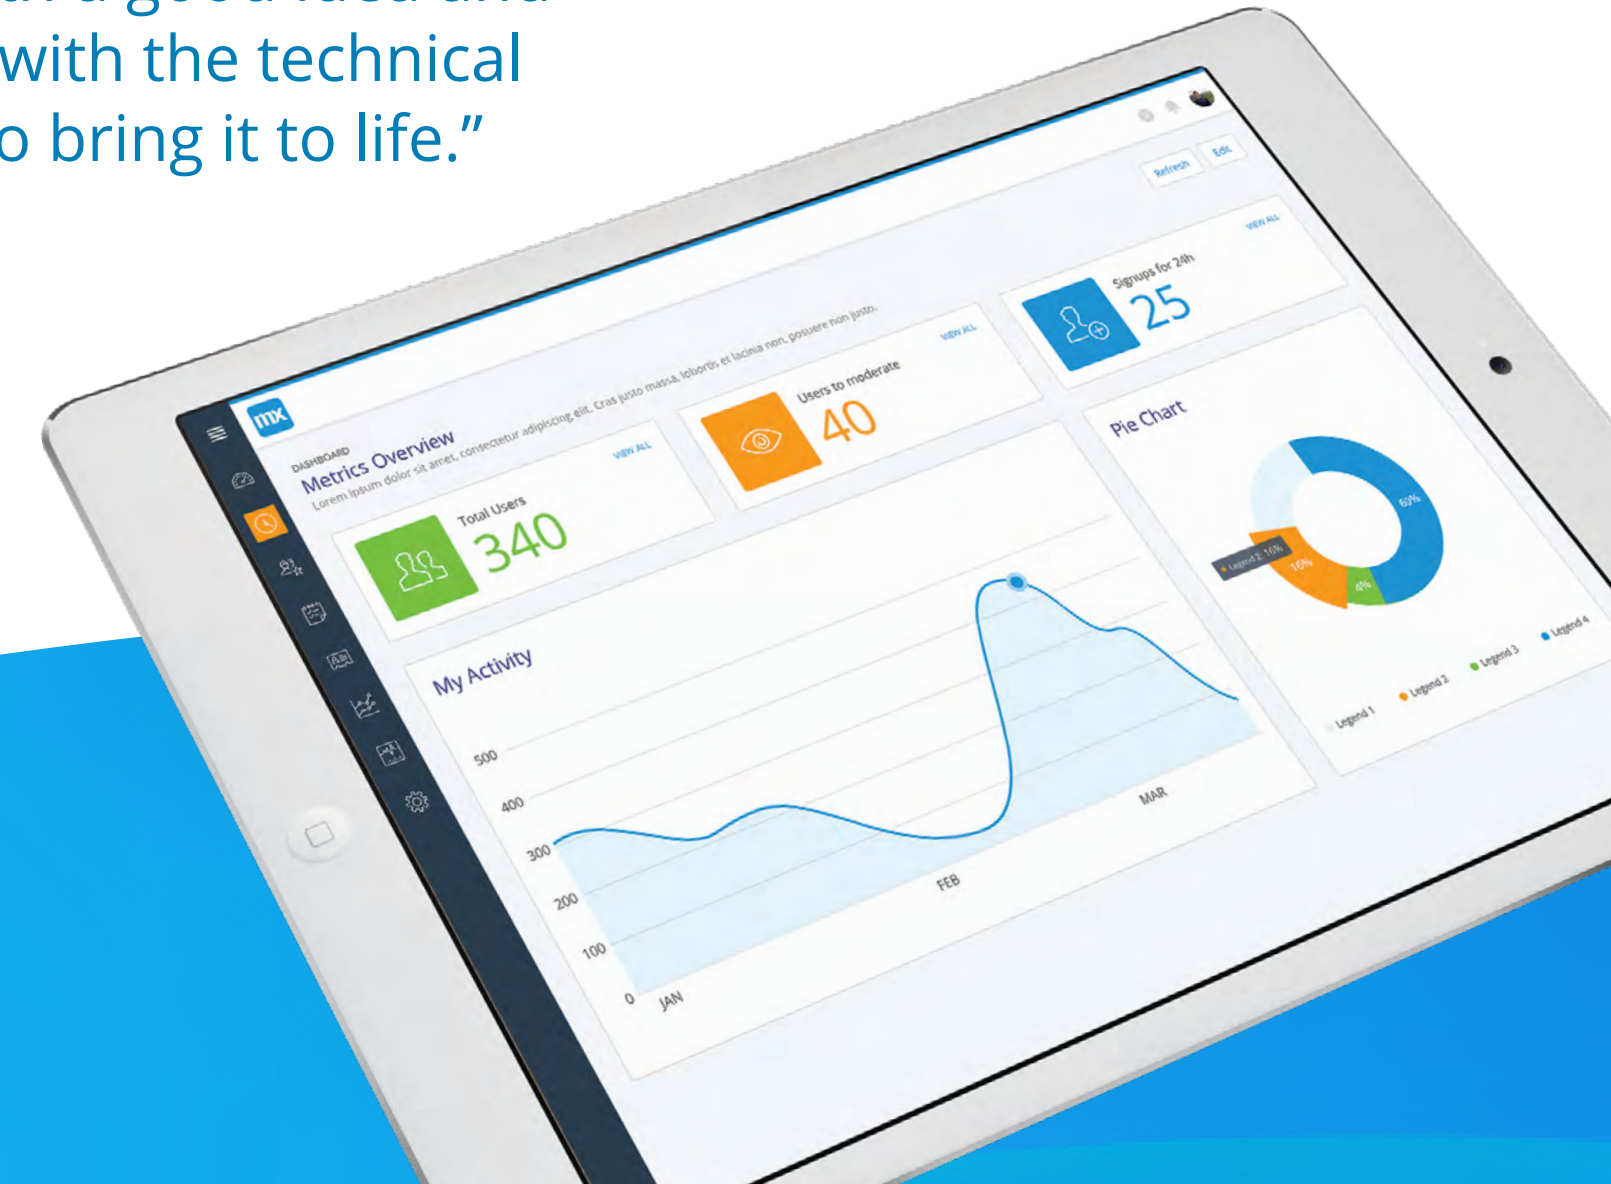 with the technical
o bring it to life.”
mx
Refresh
Edit
DASHBOARD
Metrics Overview
Lorem ipsum dolor sit amet, consectetur adipiscing elit. Cras justo massa, lobortis et lacinia non, posuere non justo.
Total Users
340
VIEW ALL
Users to moderate
40
VIEW ALL
Signups for 24h
25
VIEW ALL
My Activity
500
400
300
200
100
0
JAN
FEB
MAR
Pie Chart
60%
Legend 2: 16%
16%
4%
Legend 1
Legend 2
Legend 3
Legend 4